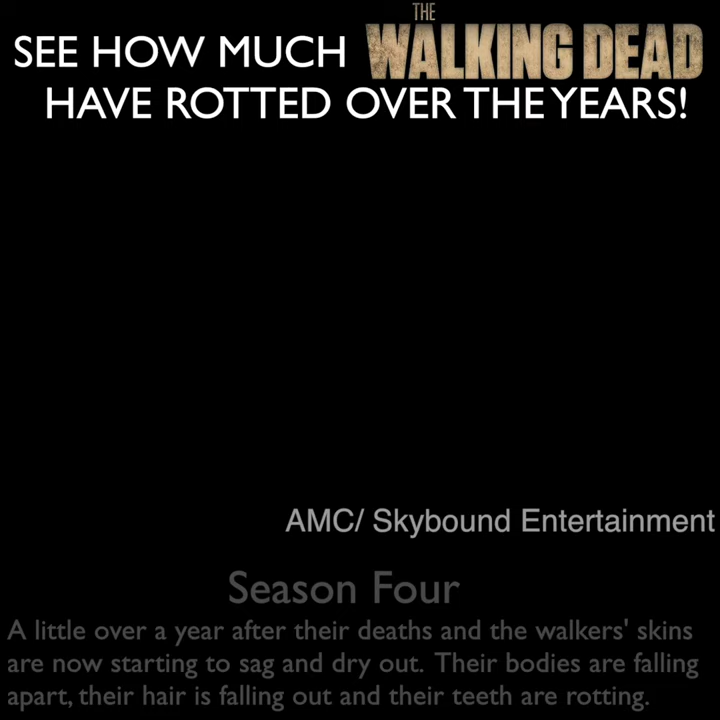 SEE HOW MUCH THE WALKING DEAD
HAVE ROTTED OVER THE YEARS!
AMC/ Skybound Entertainment
Season Four
A little over a year after their deaths and the walkers' skins
are now starting to sag and dry out. Their bodies are falling
apart, their hair is falling out and their teeth are rotting.